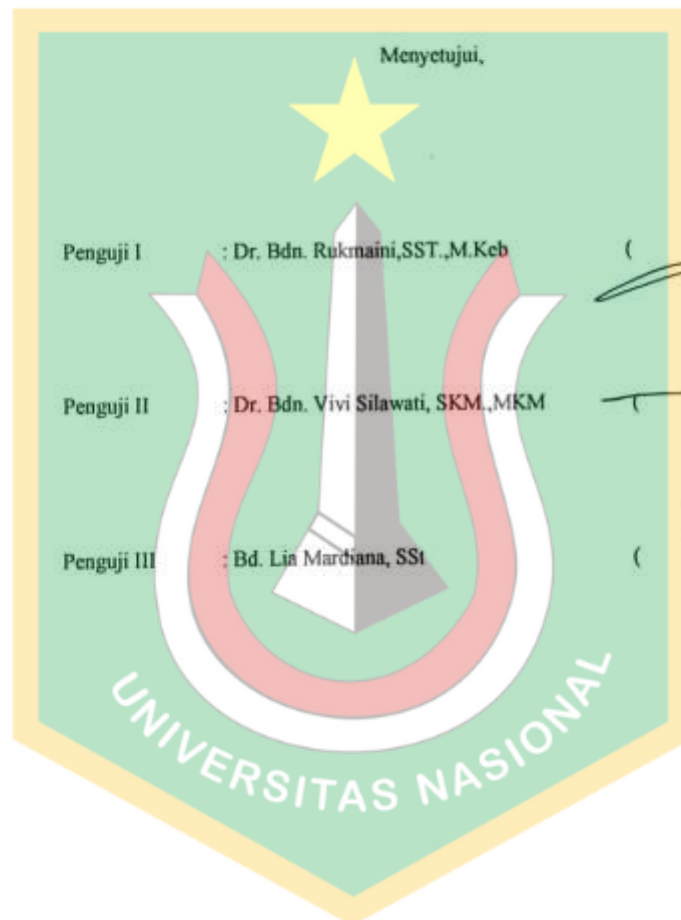 Menyetujui,
Penguji I : Dr. Bdn. Rukmaini,SST.,M.Keb (
Penguji II : Dr. Bdn. Vivi Silawati, SKM.,MKM (
Penguji III : Bd. Lia Mardiana, SSt (
UNIVERSITAS NASIONAL